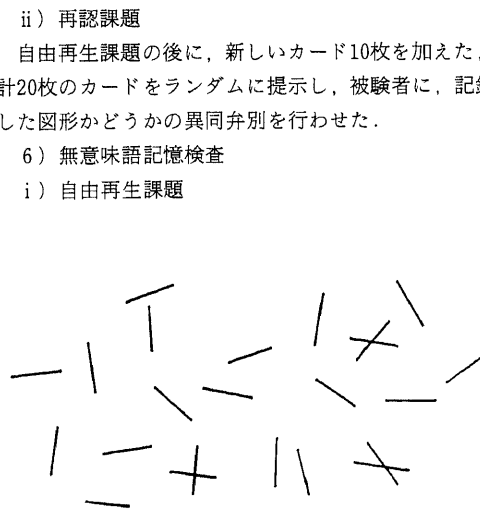 ii）再認課題
自由再生課題の後に，新しいカード10枚を加えた，
計20枚のカードをランダムに提示し，被験者に，記銘
した図形かどうかの異同弁別を行わせた．
6）無意味語記憶検査
i）自由再生課題